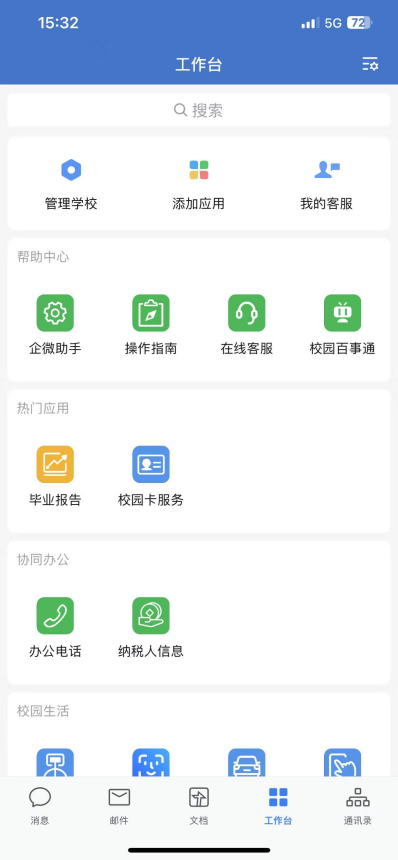 15:32
5G 72
工作台
搜索
管理学校 添加应用 我的客服
帮助中心
企微助手 操作指南 在线客服 校园百事通
热门应用
毕业报告 校园卡服务
协同办公
办公电话 纳税人信息
校园生活
消息 邮件 文档 工作台 通讯录